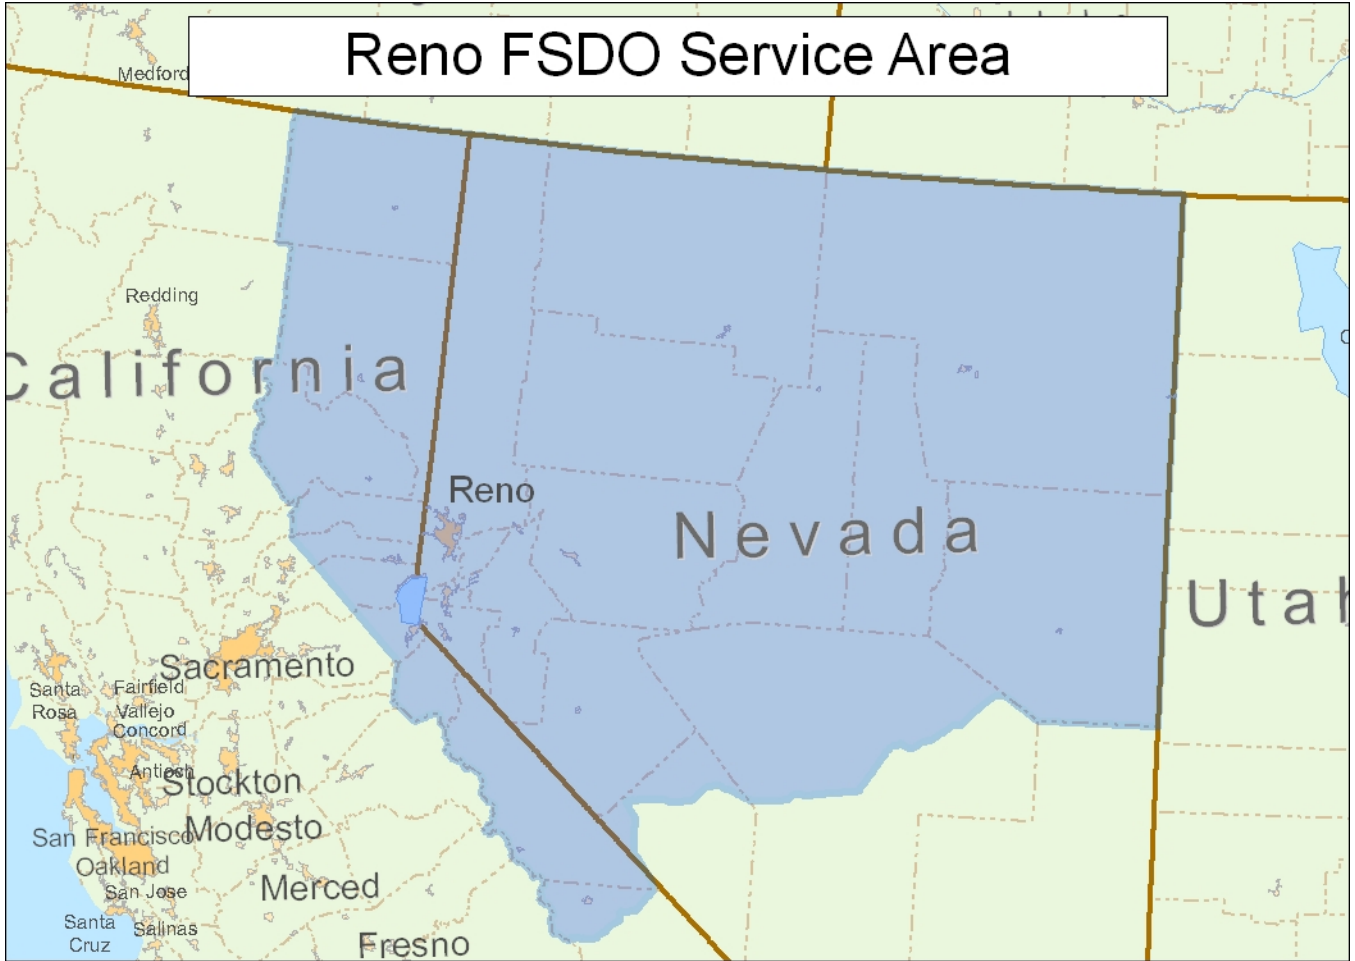 Reno FSDO Service Area
Medford
Redding
California
Reno
Nevada
Utah
Sacramento
Santa
Rosa
Fairfield
Vallejo
Concord
Antioch
Stockton
San Francisco
Modesto
Oakland
San Jose
Merced
Santa
Cruz
Salinas
Fresno